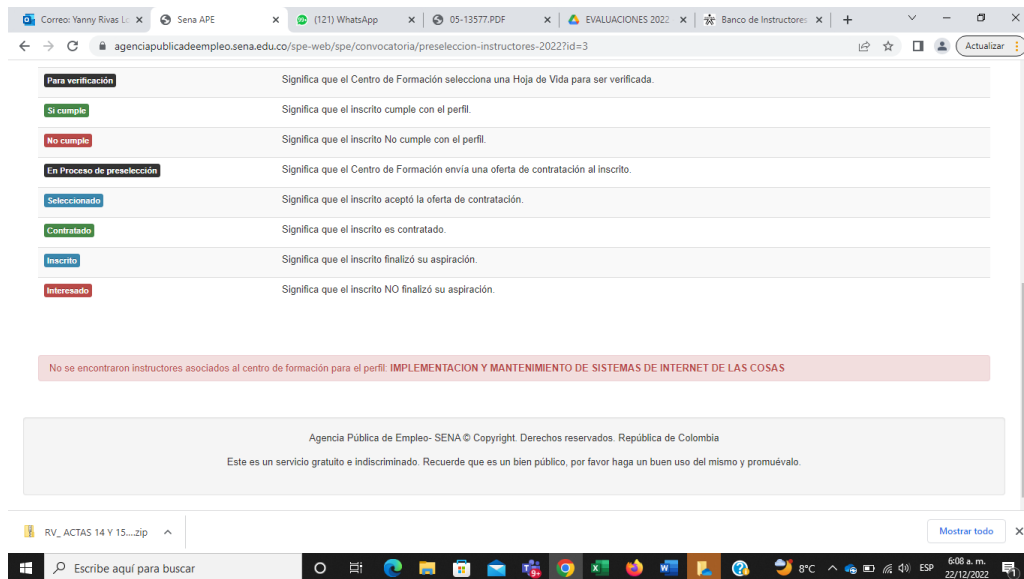 Correo: Yanny Rivas L
Sena APE
(121) WhatsApp
05-13577.PDF
EVALUACIONES 2022
Banco de Instructores
agenciapublicadeempleo.sena.edu.co/spe-web/spe/convocatoria/preseleccion-instructores-2022?id=3
Actualizar
Para verificación Significa que el Centro de Formación selecciona una Hoja de Vida para ser verificada.
Si cumple Significa que el inscrito cumple con el perfil.
No cumple Significa que el inscrito No cumple con el perfil.
En Proceso de preselección Significa que el Centro de Formación envía una oferta de contratación al inscrito.
Seleccionado Significa que el inscrito aceptó la oferta de contratación.
Contratado Significa que el inscrito es contratado.
Inscrito Significa que el inscrito finalizó su aspiración.
Interesado Significa que el inscrito NO finalizó su aspiración.
No se encontraron instructores asociados al centro de formación para el perfil: IMPLEMENTACION Y MANTENIMIENTO DE SISTEMAS DE INTERNET DE LAS COSAS
Agencia Pública de Empleo- SENA © Copyright. Derechos reservados. República de Colombia
Este es un servicio gratuito e indiscriminado. Recuerde que es un bien público, por favor haga un buen uso del mismo y promuévalo.
RV_ ACTAS 14 Y 15....zip
Mostrar todo
Escribe aquí para buscar
8°C
ESP
6:08 a. m.
22/12/2022